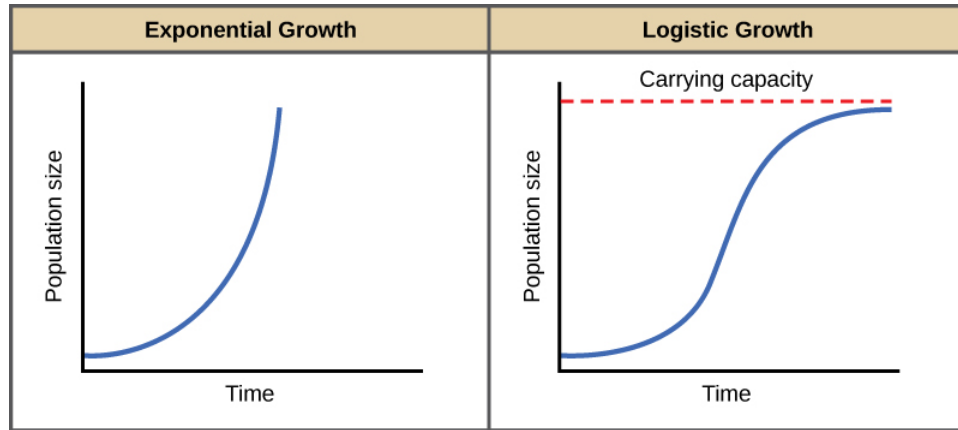 Exponential Growth
Population size
Time
Logistic Growth
Carrying capacity
Population size
Time